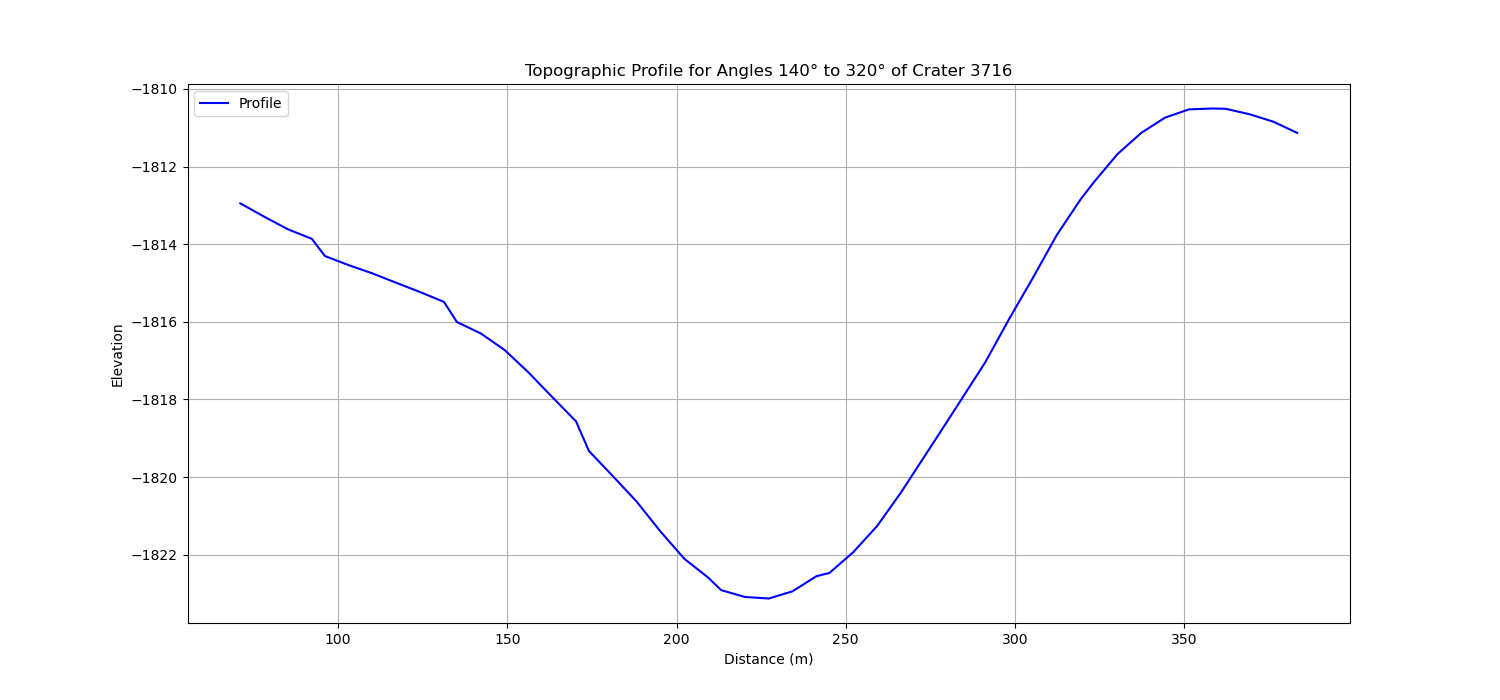 Topographic Profile for Angles 140° to 320° of Crater 3716
Profile
−1810
−1812
−1814
−1816
−1818
−1820
−1822
Elevation
100 150 200 250 300 350
Distance (m)